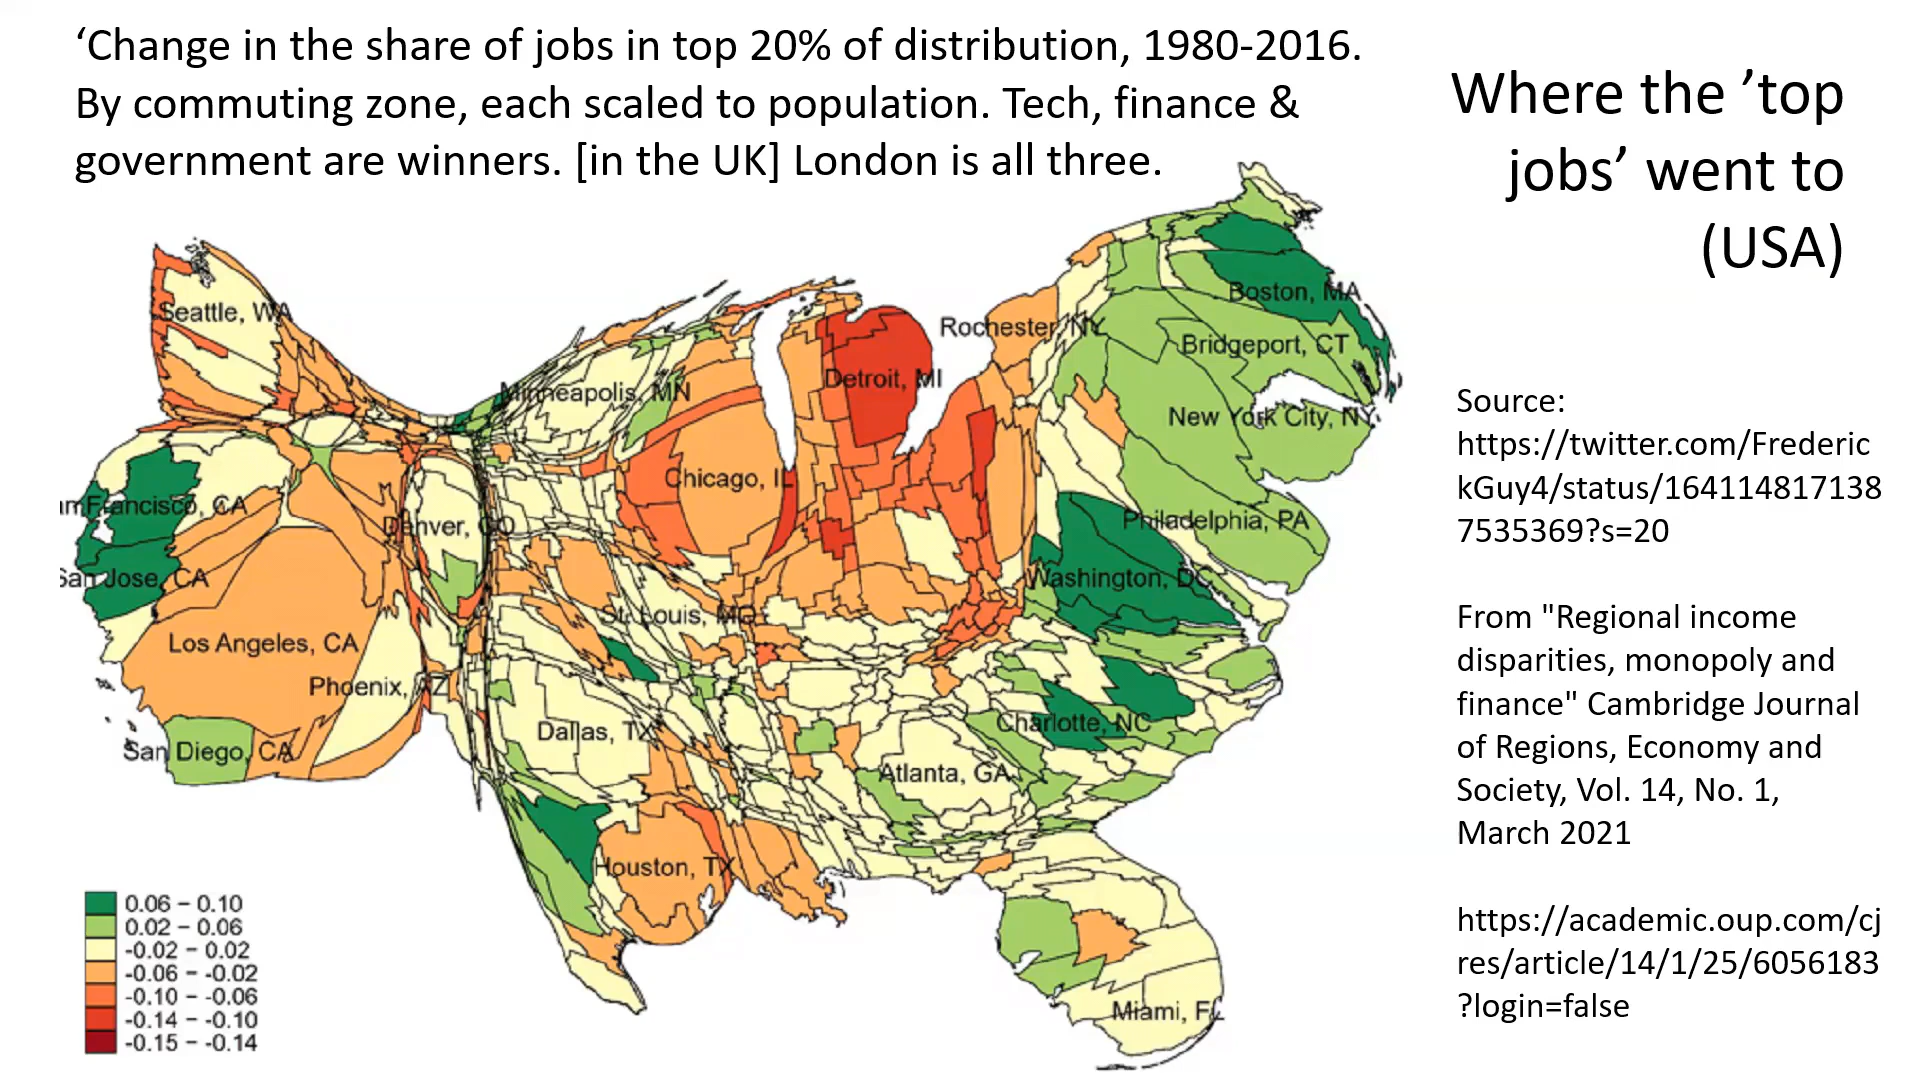 ‘Change in the share of jobs in top 20% of distribution, 1980-2016.
By commuting zone, each scaled to population. Tech, finance &
government are winners. [in the UK] London is all three.
Where the ’top
jobs’ went to
(USA)
Seattle, WA
Minneapolis, MN
Detroit, MI
Rochester, NY
Boston, MA
Bridgeport, CT
New York City, NY
Chicago, IL
Francisco, CA
Denver, CO
Philadelphia, PA
San Jose, CA
Washington, DC
St. Louis, MO
Los Angeles, CA
Phoenix, AZ
San Diego, CA
Dallas, TX
Charlotte, NC
Atlanta, GA
Houston, TX
Miami, FL
0.06 – 0.10
0.02 – 0.06
-0.02 – 0.02
-0.06 – -0.02
-0.10 – -0.06
-0.14 – -0.10
-0.15 – -0.14
Source:
https://twitter.com/Frederic
kGuy4/status/164114817138
7535369?s=20
From "Regional income
disparities, monopoly and
finance" Cambridge Journal
of Regions, Economy and
Society, Vol. 14, No. 1,
March 2021
https://academic.oup.com/cj
res/article/14/1/25/6056183
?login=false